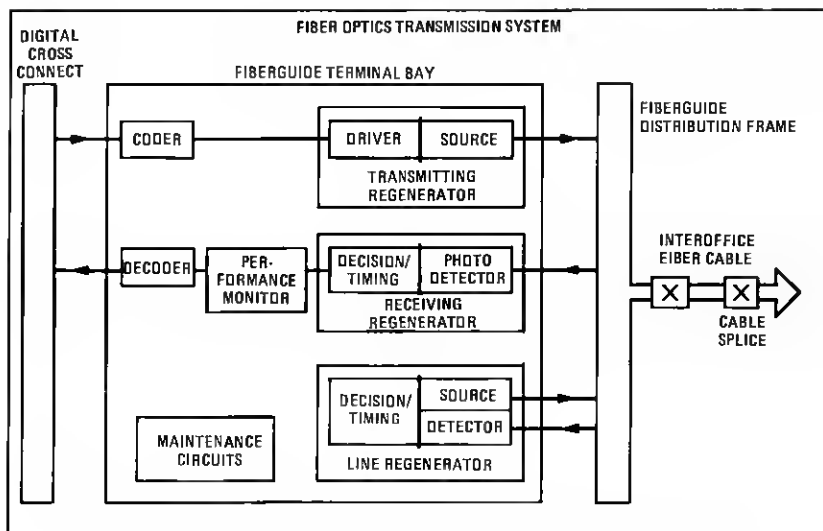 FIBER OPTICS TRANSMISSION SYSTEM
DIGITAL
CROSS
CONNECT
FIBERGUIDE TERMINAL BAY
FIBERGUIDE
DISTRIBUTION FRAME
CODER
DRIVER
SOURCE
TRANSMITTING
REGENERATOR
DECODER
PER-
FORMANCE
MONITOR
DECISION/
TIMING
PHOTO
DETECTOR
RECEIVING
REGENERATOR
INTEROFFICE
FIBER CABLE
X
X
CABLE
SPLICE
MAINTENANCE
CIRCUITS
DECISION/
TIMING
SOURCE
DETECTOR
LINE REGENERATOR